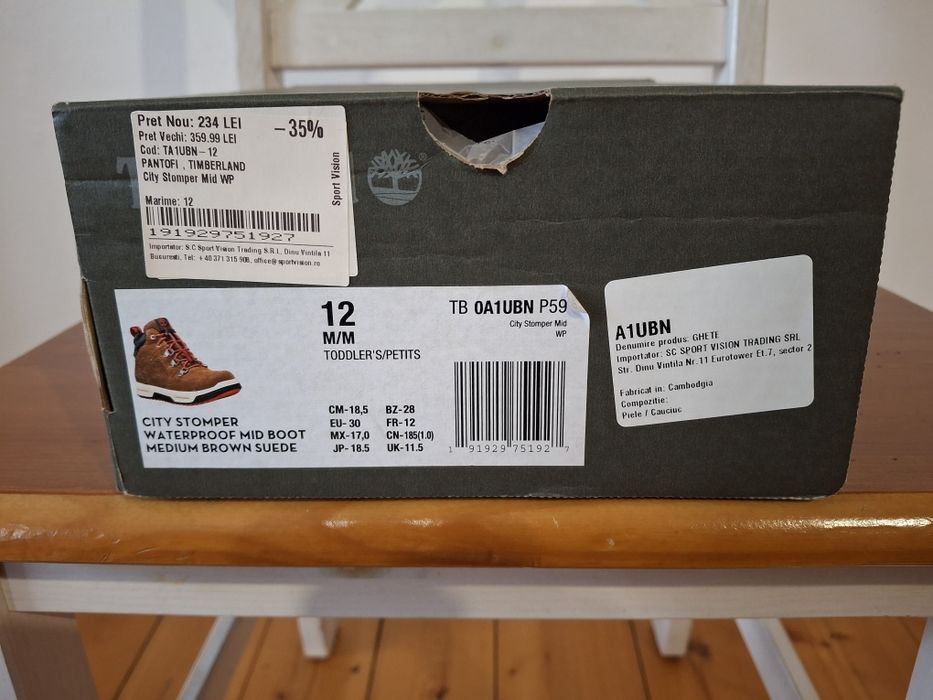 Pret Nou: 234 LEI
-35%
Pret Vechi: 359.99 LEI
Cod: TA1UBN-12
PANTOFI , TIMBERLAND
City Stomper Mid WP
Marime: 12
191929751927
Importator: S.C Sport Vision Trading S.R.L, Dinu Vintila 11
Bucuresti, Tel: +40 371 315 908, office@sportvision.ro
Sport Vision
®
12
M/M
TODDLER'S/PETITS
TB 0A1UBN P59
City Stomper Mid
WP
CITY STOMPER
WATERPROOF MID BOOT
MEDIUM BROWN SUEDE
CM-18,5 BZ-28
EU-30 FR-12
MX-17,0 CN-185(1.0)
JP-18.5 UK-11.5
1 91929 75192 7
A1UBN
Denumire produs: GHETE
Importator: SC SPORT VISION TRADING SRL
Str. Dinu Vintila Nr.11 Eurotower Et.7, sector 2
Fabricat in: Cambodgia
Compozitie:
Piele / Cauciuc